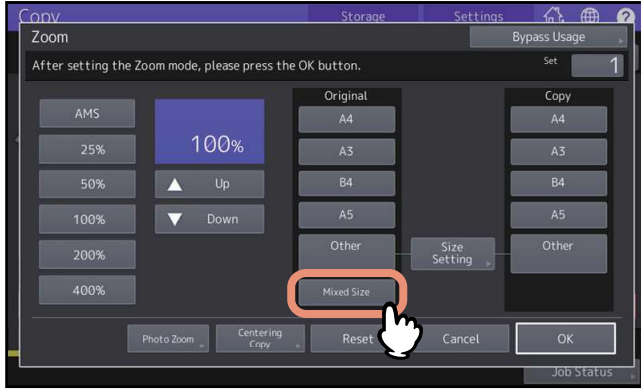 Copy
Storage
Settings
?
Zoom
Bypass Usage
After setting the Zoom mode, please press the OK button.
Set
1
Original
Copy
AMS
25%
50%
100%
200%
400%
100%
Up
Down
A4
A3
B4
A5
Other
Mixed Size
Size
Setting
A4
A3
B4
A5
Other
Photo Zoom
Centering
Copy
Reset
Cancel
OK
Job Status